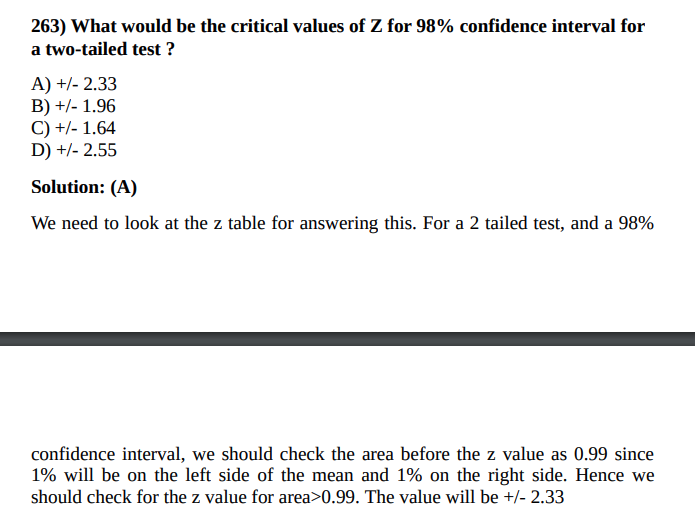 263) What would be the critical values of Z for 98% confidence interval for
a two-tailed test ?
A) +/- 2.33
B) +/- 1.96
C) +/- 1.64
D) +/- 2.55
Solution: (A)
We need to look at the z table for answering this. For a 2 tailed test, and a 98%
confidence interval, we should check the area before the z value as 0.99 since
1% will be on the left side of the mean and 1% on the right side. Hence we
should check for the z value for area>0.99. The value will be +/- 2.33